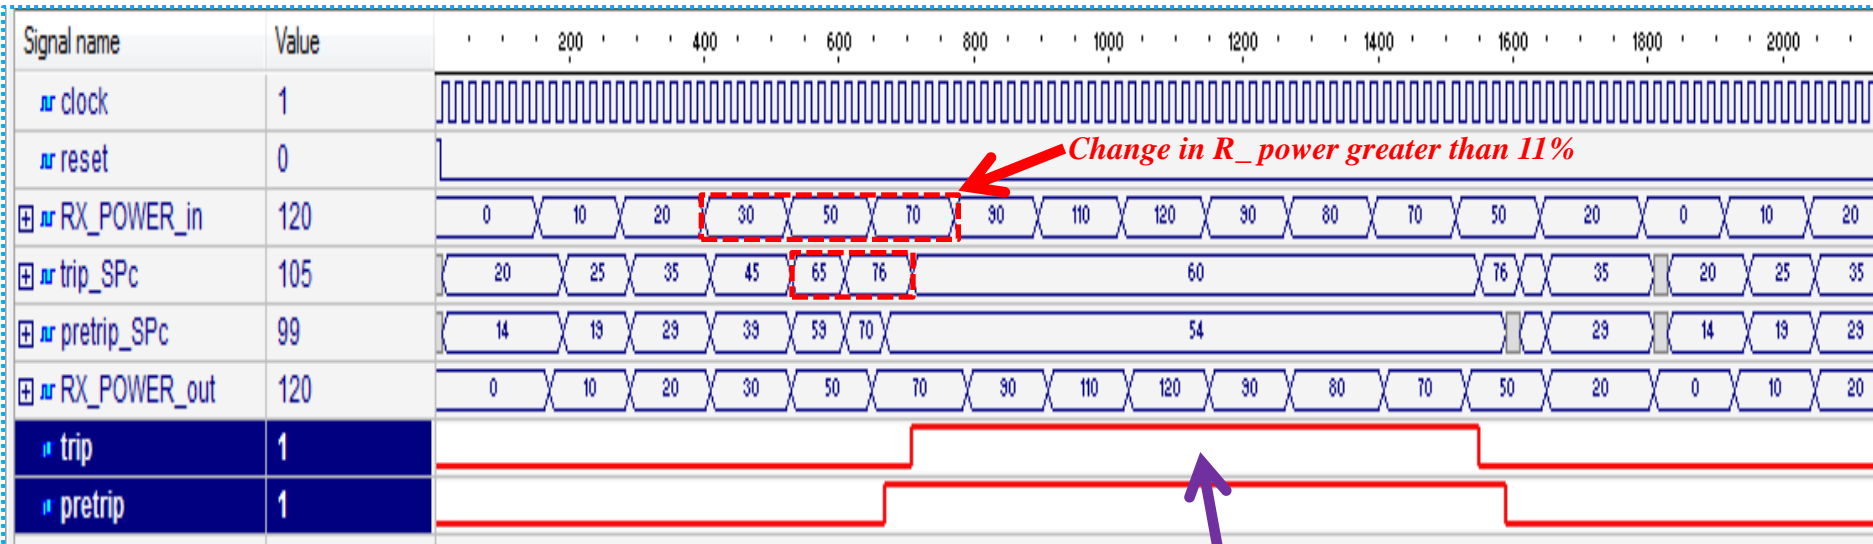 Signal name Value 200 400 600 800 1000 1200 1400 1600 1800 2000
clock 1
reset 0 Change in R_power greater than 11%
RX_POWER_in 120 0 10 20 30 50 70 90 110 120 90 80 70 50 20 0 10 20
trip_SPc 105 20 25 35 45 65 76 60 76 35 20 25 35
pretrip_SPc 99 14 19 29 39 59 70 54 29 14 19 29
RX_POWER_out 120 0 10 20 30 50 70 90 110 120 90 80 70 50 20 0 10 20
trip 1
pretrip 1